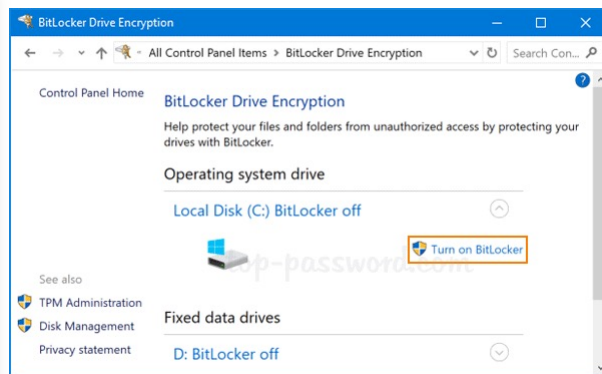 BitLocker Drive Encryption
All Control Panel Items > BitLocker Drive Encryption
Search Con...
Control Panel Home
BitLocker Drive Encryption
Help protect your files and folders from unauthorized access by protecting your
drives with BitLocker.
Operating system drive
Local Disk (C:) BitLocker off
Turn on BitLocker
top-password.com
See also
TPM Administration
Disk Management
Privacy statement
Fixed data drives
D: BitLocker off